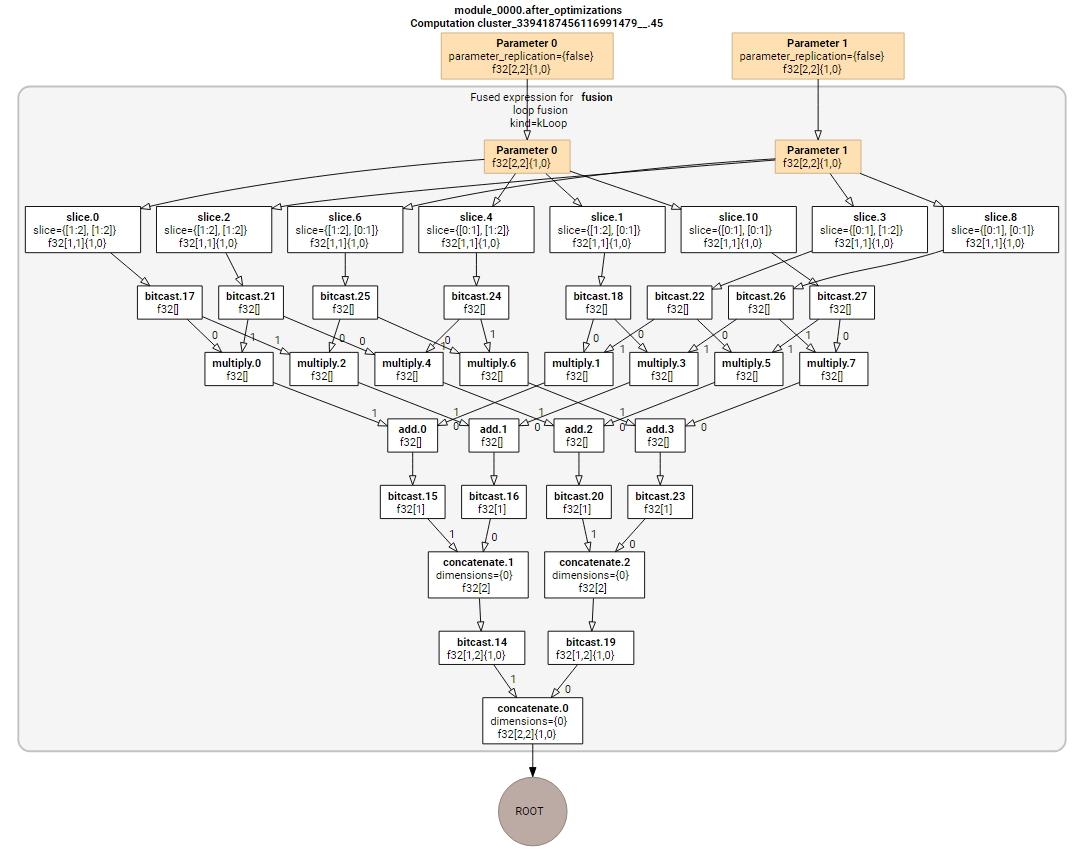 module_0000.after_optimizations
Computation cluster_3394187456116991479__.45
Parameter 0
parameter_replication={false}
f32[2,2]{1,0}
Parameter 1
parameter_replication={false}
f32[2,2]{1,0}
Fused expression for fusion
loop fusion
kind=kLoop
Parameter 0
f32[2,2]{1,0}
Parameter 1
f32[2,2]{1,0}
slice.0
slice={[1:2], [1:2]}
f32[1,1]{1,0}
slice.2
slice={[1:2], [1:2]}
f32[1,1]{1,0}
slice.6
slice={[1:2], [0:1]}
f32[1,1]{1,0}
slice.4
slice={[0:1], [1:2]}
f32[1,1]{1,0}
slice.1
slice={[1:2], [0:1]}
f32[1,1]{1,0}
slice.10
slice={[0:1], [0:1]}
f32[1,1]{1,0}
slice.3
slice={[0:1], [1:2]}
f32[1,1]{1,0}
slice.8
slice={[0:1], [0:1]}
f32[1,1]{1,0}
bitcast.17
f32[]
bitcast.21
f32[]
bitcast.25
f32[]
bitcast.24
f32[]
bitcast.18
f32[]
bitcast.22
f32[]
bitcast.26
f32[]
bitcast.27
f32[]
0
1
1
0
0
1
0
1
0
0
1
0
1
1
1
0
multiply.0
f32[]
multiply.2
f32[]
multiply.4
f32[]
multiply.6
f32[]
multiply.1
f32[]
multiply.3
f32[]
multiply.5
f32[]
multiply.7
f32[]
1
1
1
1
0
0
0
0
add.0
f32[]
add.1
f32[]
add.2
f32[]
add.3
f32[]
bitcast.15
f32[1]
bitcast.16
f32[1]
bitcast.20
f32[1]
bitcast.23
f32[1]
1
0
1
0
concatenate.1
dimensions={0}
f32[2]
concatenate.2
dimensions={0}
f32[2]
bitcast.14
f32[1,2]{1,0}
bitcast.19
f32[1,2]{1,0}
1
0
concatenate.0
dimensions={0}
f32[2,2]{1,0}
ROOT